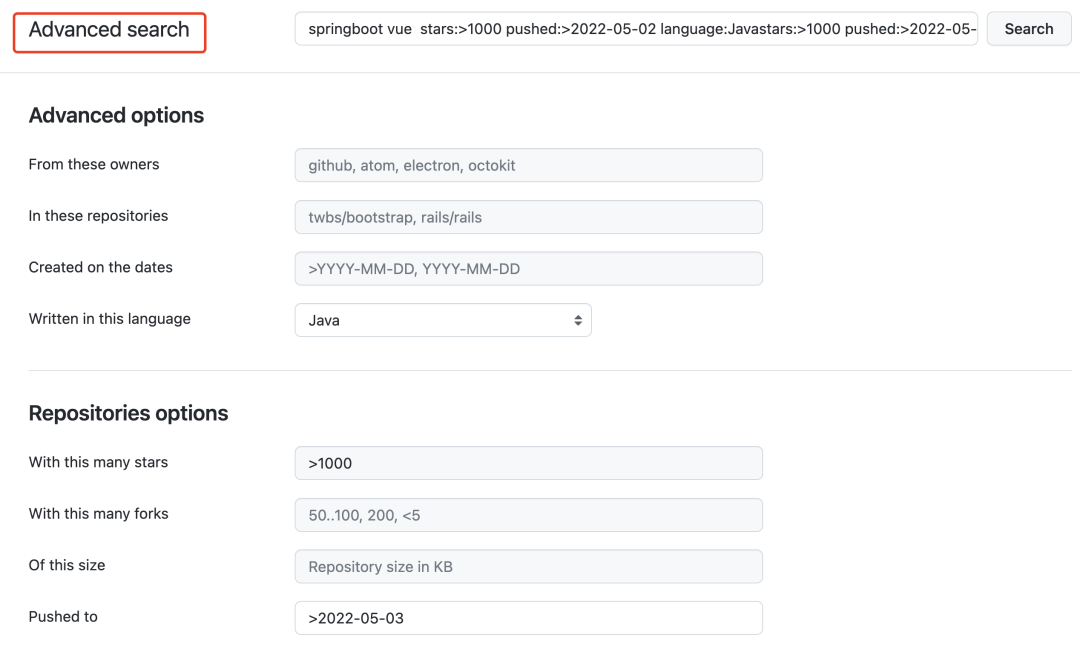 Advanced search
springboot vue  stars:>1000 pushed:>2022-05-02 language:Javastars:>1000 pushed:>2022-05-
Search
Advanced options
From these owners
github, atom, electron, octokit
In these repositories
twbs/bootstrap, rails/rails
Created on the dates
>YYYY-MM-DD, YYYY-MM-DD
Written in this language
Java
Repositories options
With this many stars
>1000
With this many forks
50..100, 200, <5
Of this size
Repository size in KB
Pushed to
>2022-05-03